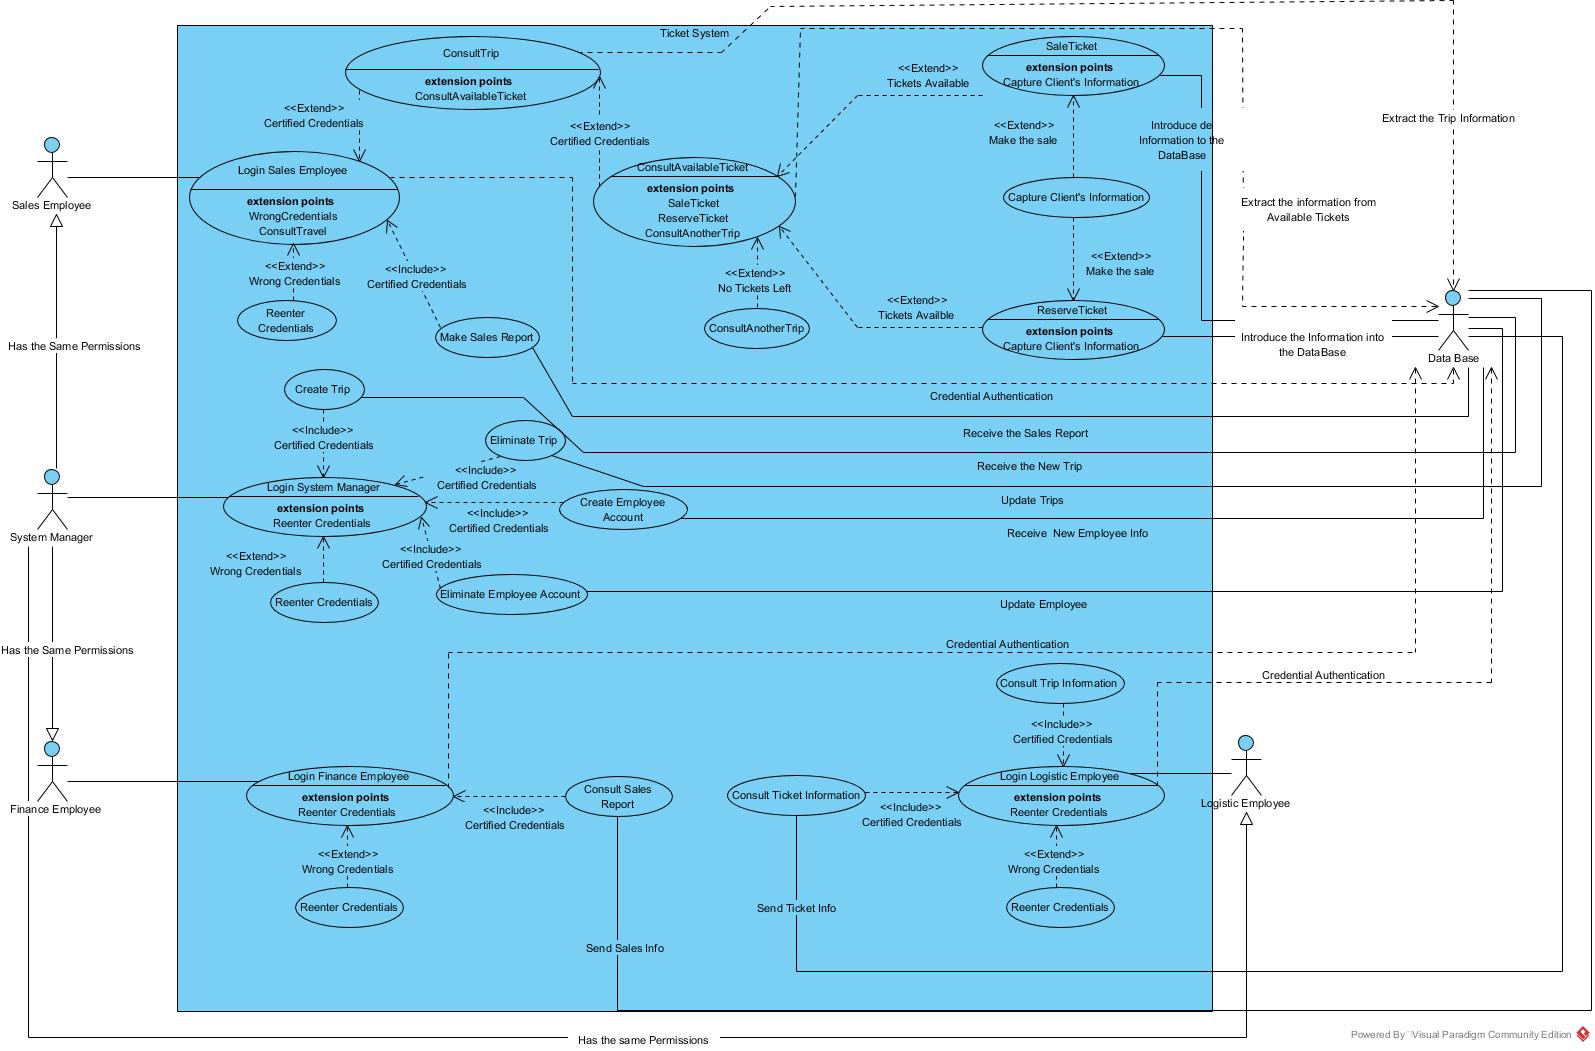 Ticket System
ConsultTrip
extension points
ConsultAvailableTicket
<<Extend>>
Certified Credentials
<<Extend>>
Certified Credentials
<<Extend>>
Tickets Available
SaleTicket
extension points
Capture Client's Information
<<Extend>>
Make the sale
Introduce de
Information to the
DataBase
Extract the Trip Information
Sales Employee
Login Sales Employee
extension points
WrongCredentials
ConsultTravel
ConsultAvailableTicket
extension points
SaleTicket
ReserveTicket
ConsultAnotherTrip
Capture Client's Information
Extract the information from
Available Tickets
<<Extend>>
Wrong Credentials
<<Include>>
Certified Credentials
<<Extend>>
No Tickets Left
<<Extend>>
Make the sale
<<Extend>>
Tickets Availble
Reenter
Credentials
Make Sales Report
ConsultAnotherTrip
ReserveTicket
extension points
Capture Client's Information
Introduce the Information into
the DataBase
Data Base
Has the Same Permissions
Create Trip
Credential Authentication
<<Include>>
Certified Credentials
Eliminate Trip
Receive the Sales Report
<<Include>>
Certified Credentials
Receive the New Trip
Login System Manager
extension points
Reenter Credentials
Create Employee
Account
Update Trips
<<Include>>
Certified Credentials
System Manager
Receive  New Employee Info
<<Extend>>
Wrong Credentials
<<Include>>
Certified Credentials
Reenter Credentials
Eliminate Employee Account
Update Employee
Has the Same Permissions
Credential Authentication
Credential Authentication
Consult Trip Information
<<Include>>
Certified Credentials
Finance Employee
Login Finance Employee
extension points
Reenter Credentials
Consult Sales
Report
<<Include>>
Certified Credentials
Consult Ticket Information
<<Include>>
Certified Credentials
Login Logistic Employee
extension points
Reenter Credentials
Logistic Employee
<<Extend>>
Wrong Credentials
<<Extend>>
Wrong Credentials
Reenter Credentials
Reenter Credentials
Send Ticket Info
Send Sales Info
Has the same Permissions
Powered By Visual Paradigm Community Edition